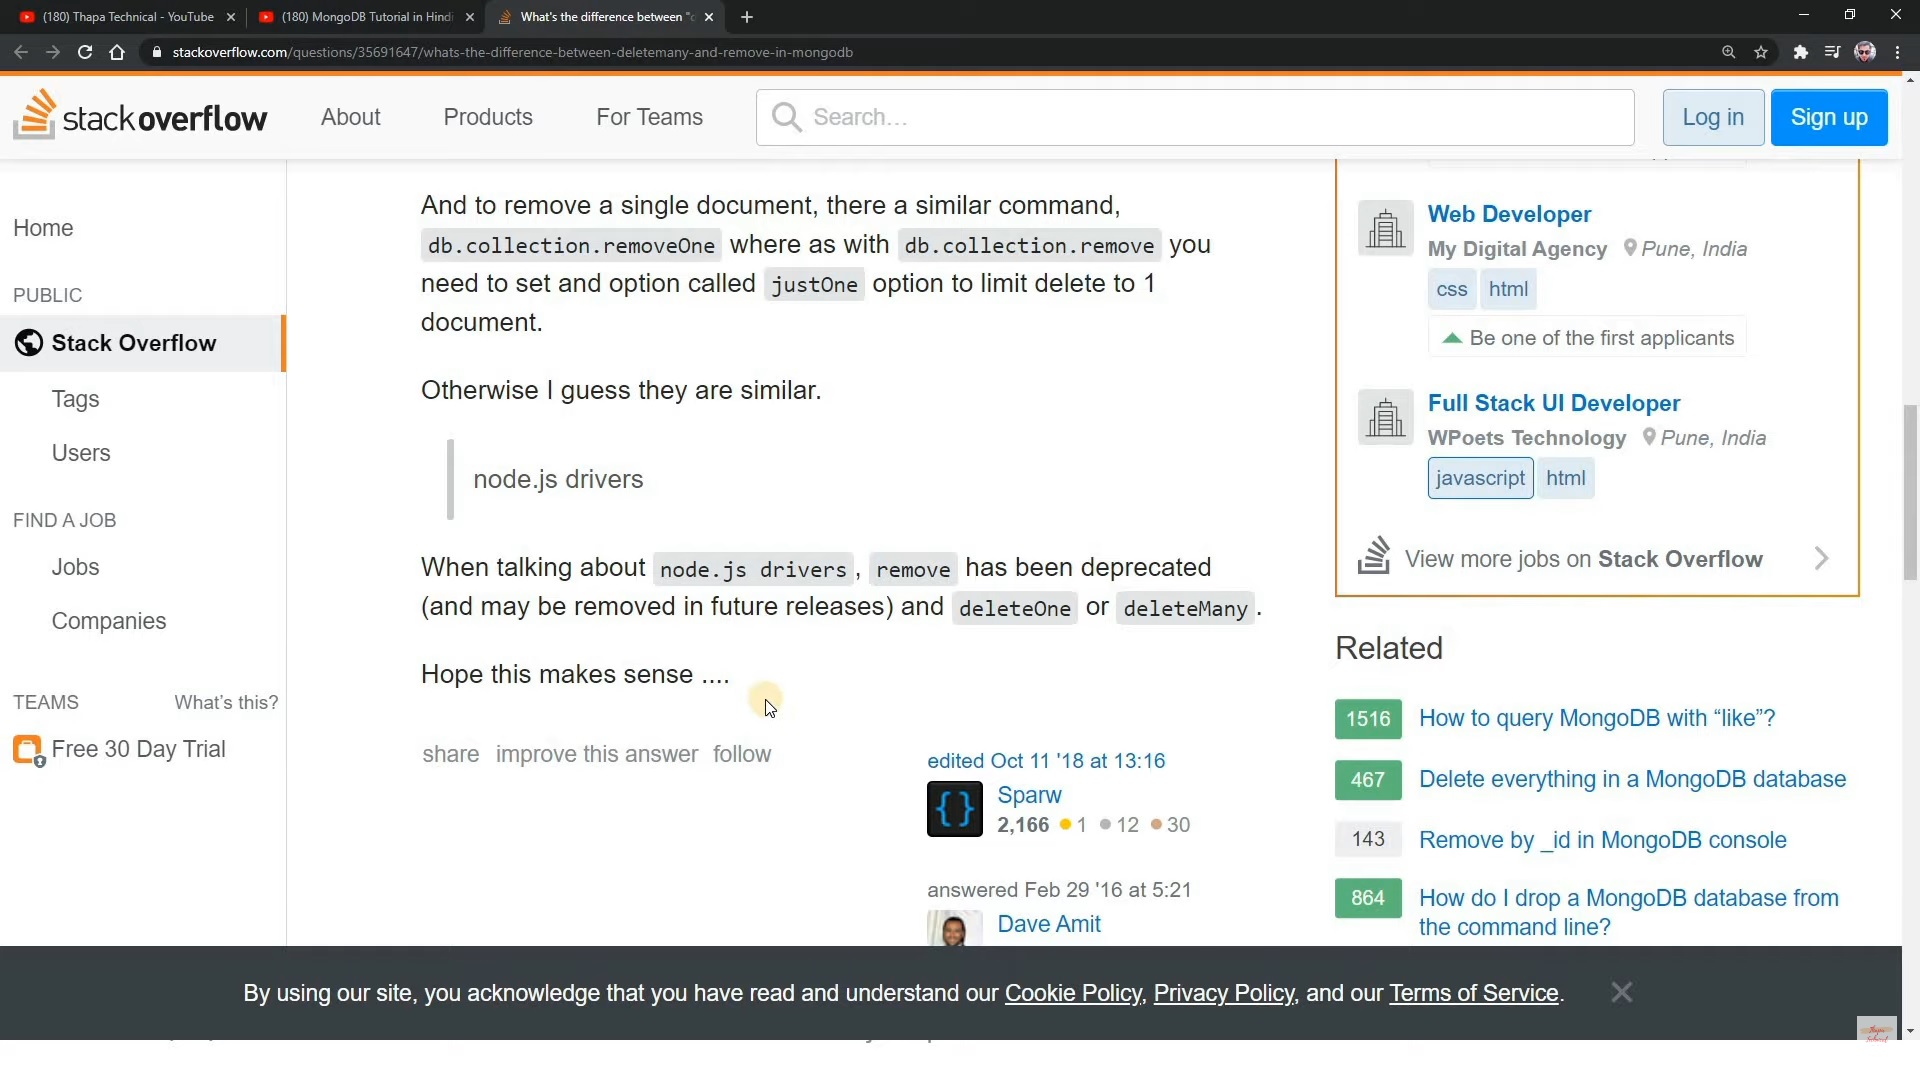 (180) Thapa Technical - YouTube
(180) MongoDB Tutorial in Hindi
What's the difference between "d
stackoverflow.com/questions/35691647/whats-the-difference-between-deletemany-and-remove-in-mongodb
stackoverflow
About
Products
For Teams
Search…
Log in
Sign up
Home
PUBLIC
Stack Overflow
Tags
Users
FIND A JOB
Jobs
Companies
TEAMS
What's this?
Free 30 Day Trial
And to remove a single document, there a similar command,
db.collection.removeOne where as with db.collection.remove you
need to set and option called justOne option to limit delete to 1
document.
Otherwise I guess they are similar.
node.js drivers
When talking about node.js drivers, remove has been deprecated
(and may be removed in future releases) and deleteOne or deleteMany.
Hope this makes sense ....
share improve this answer follow
edited Oct 11 '18 at 13:16
Sparw
2,166 1 12 30
answered Feb 29 '16 at 5:21
Dave Amit
Web Developer
My Digital Agency Pune, India
css html
Be one of the first applicants
Full Stack UI Developer
WPoets Technology Pune, India
javascript html
View more jobs on Stack Overflow
Related
1516 How to query MongoDB with “like”?
467 Delete everything in a MongoDB database
143 Remove by _id in MongoDB console
864 How do I drop a MongoDB database from
the command line?
By using our site, you acknowledge that you have read and understand our Cookie Policy, Privacy Policy, and our Terms of Service.